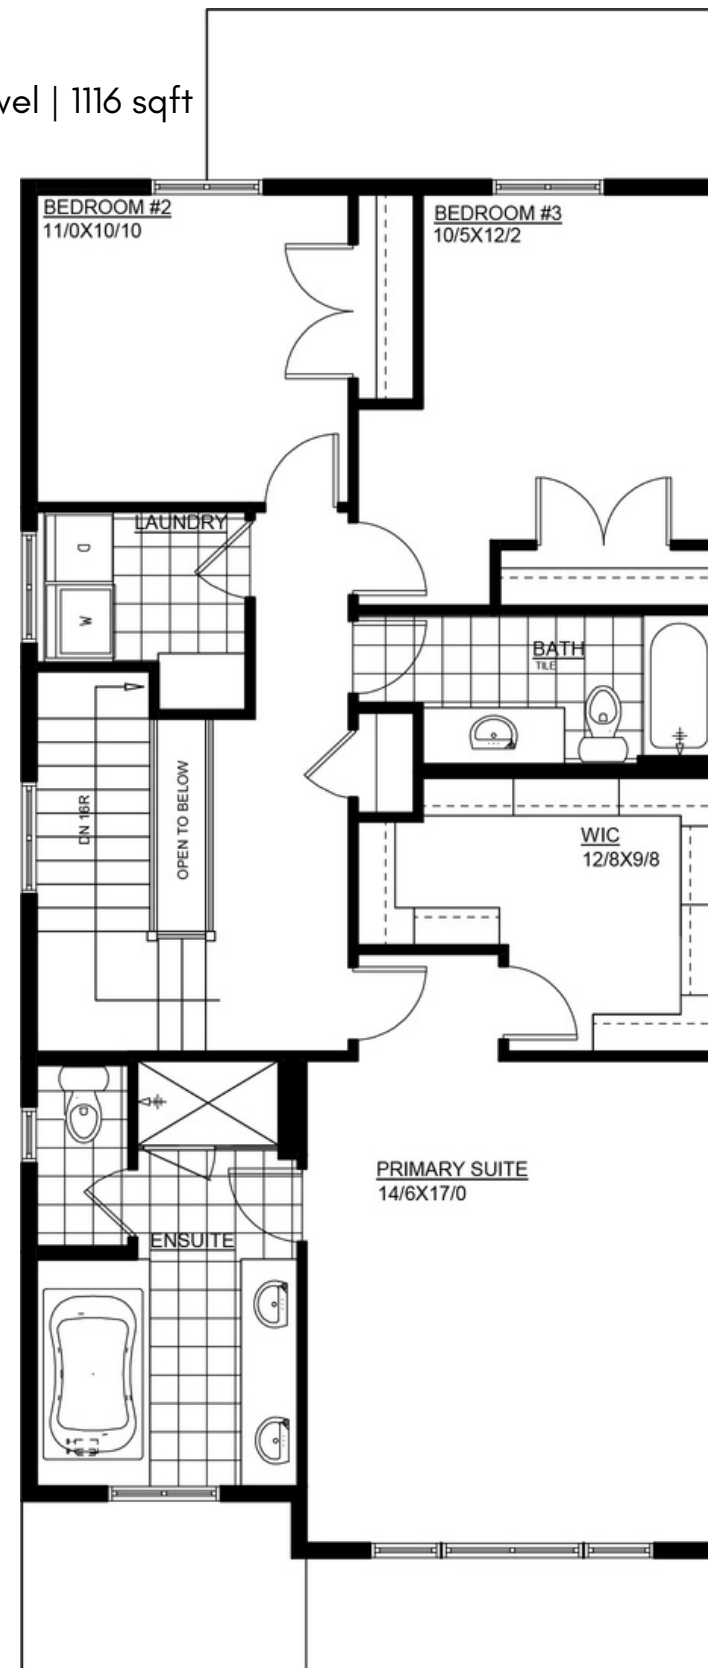 vel | 1116 sqft
BEDROOM #2
11/0X10/10
BEDROOM #3
10/5X12/2
LAUNDRY
D
W
BATH
TILE
DN 16R
OPEN TO BELOW
WIC
12/8X9/8
PRIMARY SUITE
14/6X17/0
ENSUITE